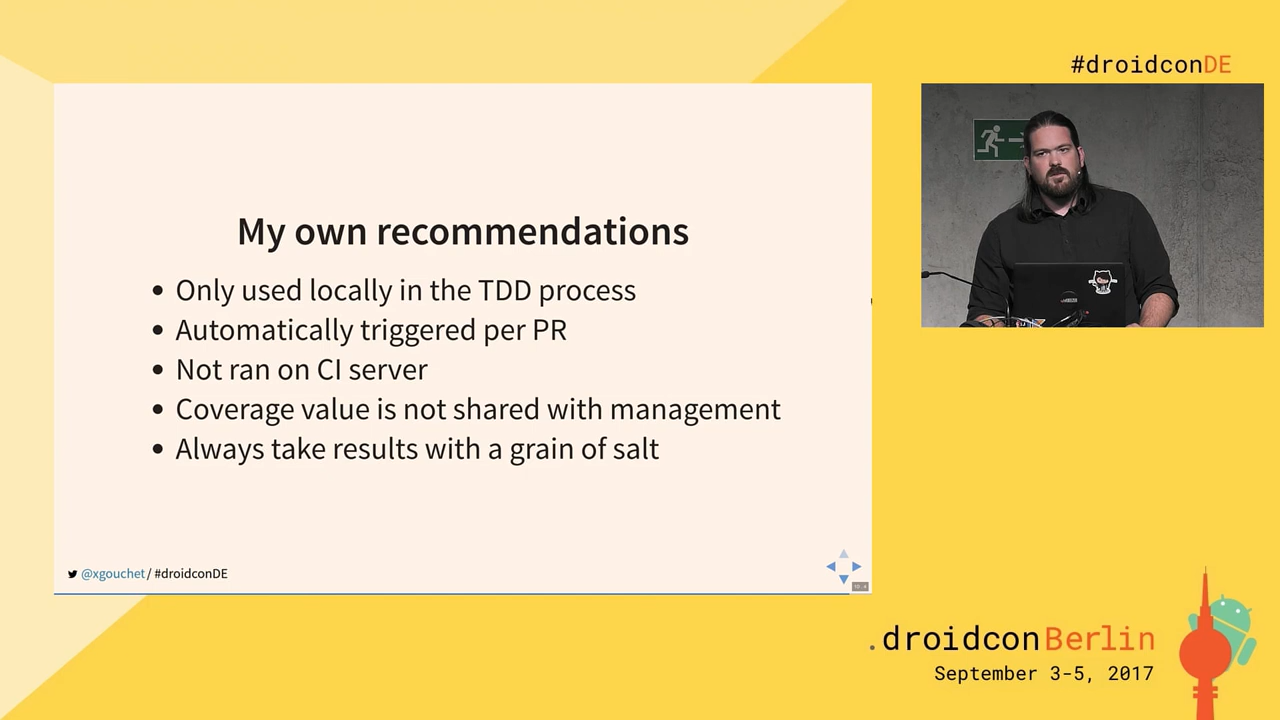 #droidconDE
My own recommendations
• Only used locally in the TDD process
• Automatically triggered per PR
• Not ran on CI server
• Coverage value is not shared with management
• Always take results with a grain of salt
@xgouchet / #droidconDE
.droidconBerlin
September 3-5, 2017